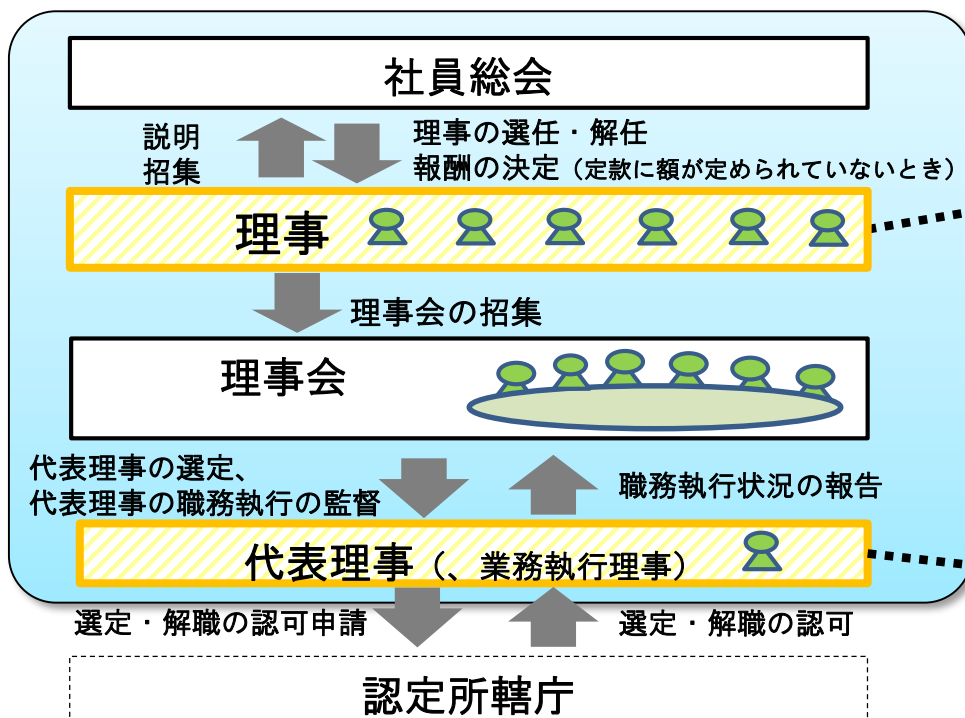 社員総会
説明
招集
理事の選任・解任
報酬の決定（定款に額が定められていないとき）
理事
理事会の招集
理事会
代表理事の選定、
代表理事の職務執行の監督
職務執行状況の報告
代表理事（、業務執行理事）
選定・解職の認可申請
選定・解職の認可
認定所轄庁